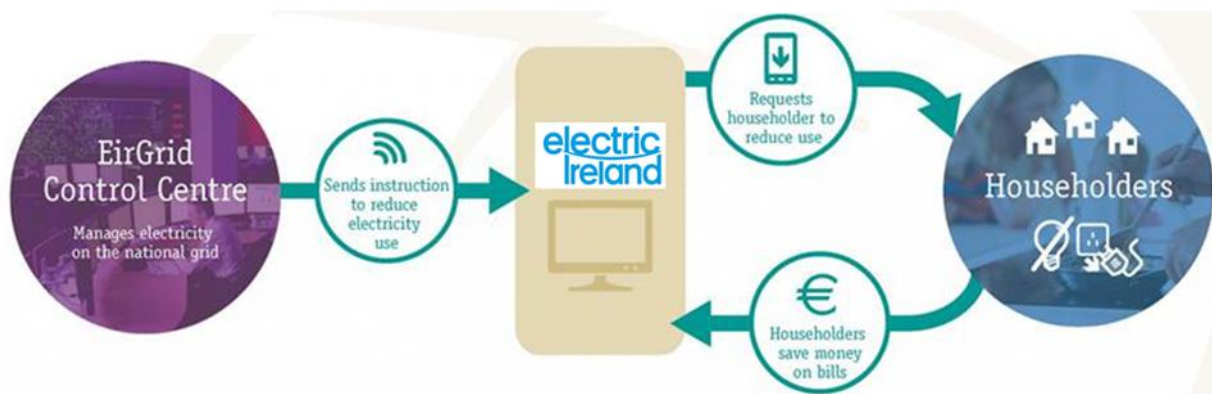 EirGrid
Control Centre
Manages electricity
on the national grid
Sends instruction
to reduce
electricity
use
electric
Ireland
Requests
householder to
reduce use
Householders
€
Householders
save money
on bills